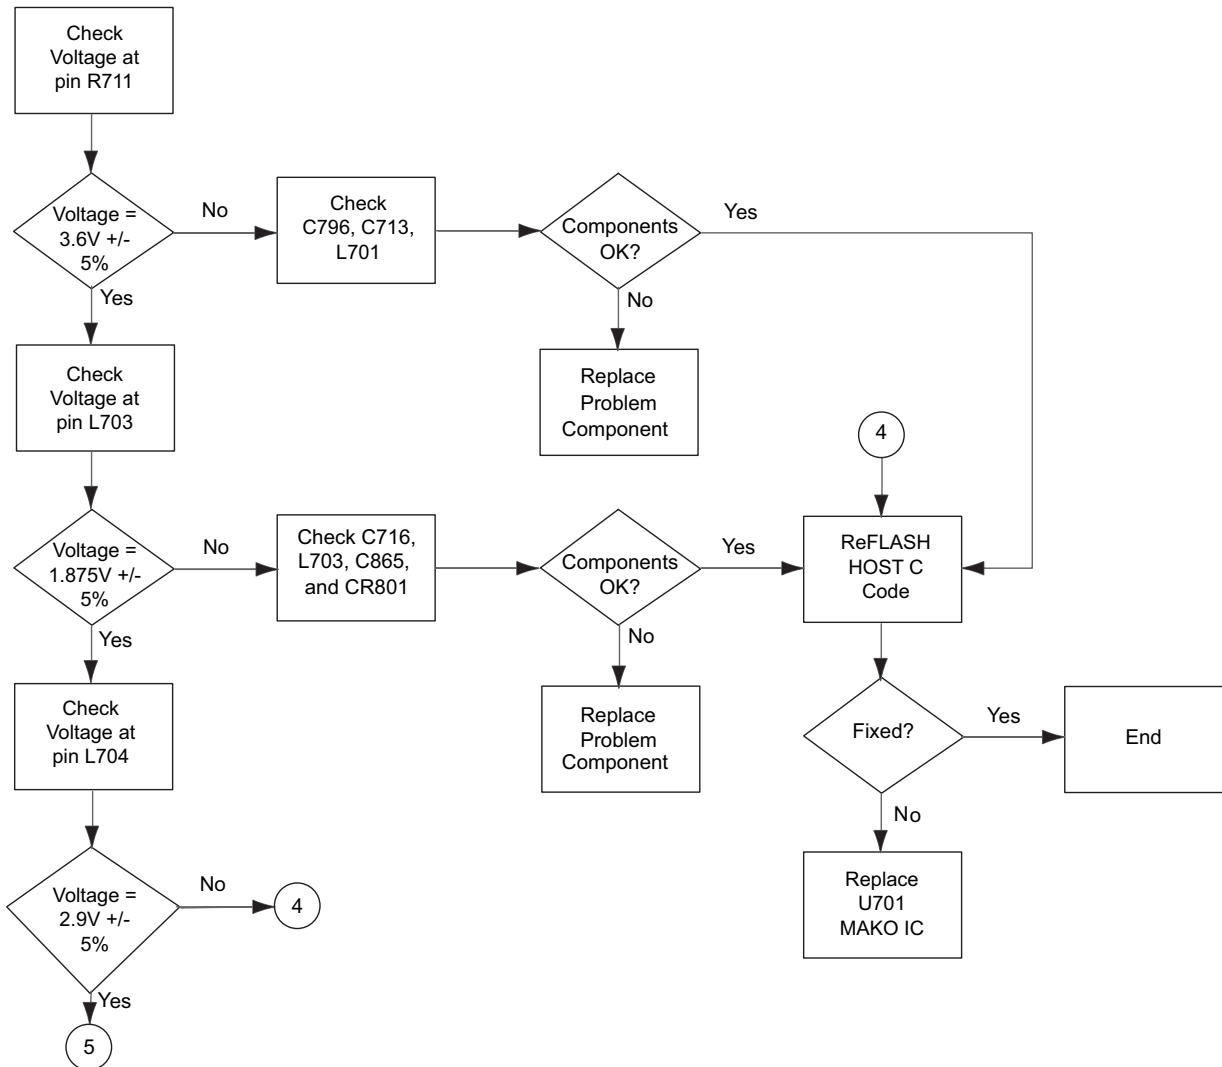 Check
Voltage at
pin R711
Voltage =
3.6V +/-
5%
No
Check
C796, C713,
L701
Components
OK?
Yes
No
Replace
Problem
Component
Yes
Check
Voltage at
pin L703
Voltage =
1.875V +/-
5%
No
Check C716,
L703, C865,
and CR801
Components
OK?
Yes
No
Replace
Problem
Component
4
ReFLASH
HOST C
Code
Fixed?
Yes
End
No
Replace
U701
MAKO IC
Yes
Check
Voltage at
pin L704
Voltage =
2.9V +/-
5%
No
4
Yes
5